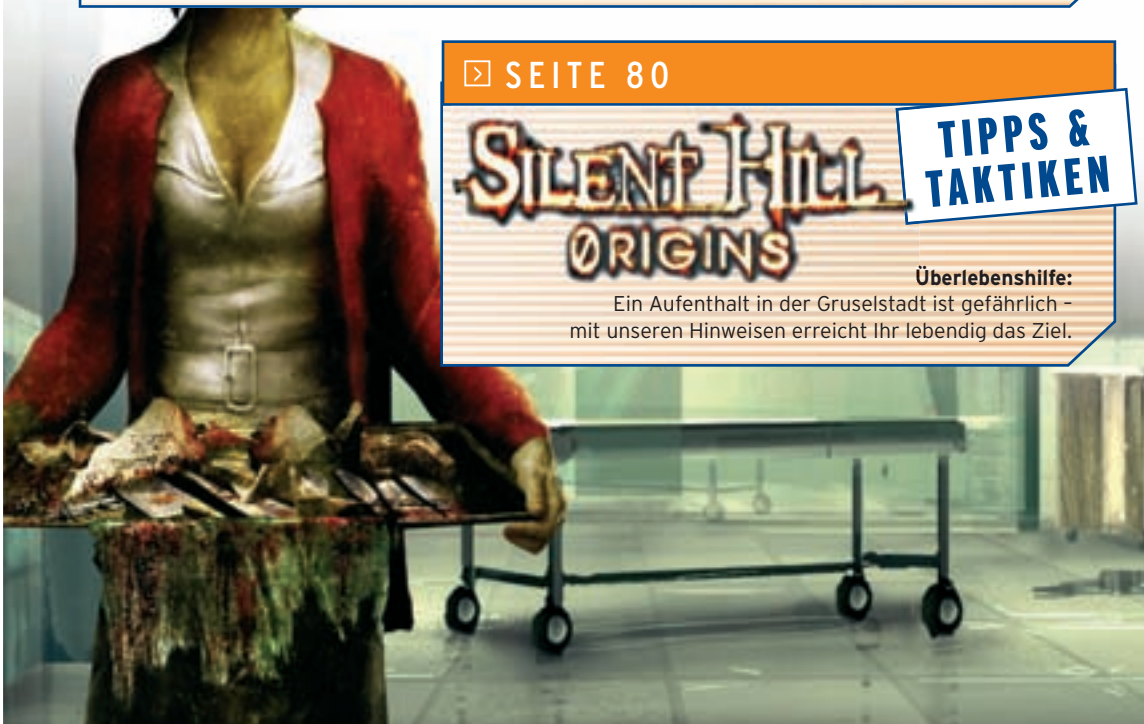 SEITE 80
TIPPS &
TAKTIKEN
SILENT HILL
ØRIGINS
Überlebenshilfe:
Ein Aufenthalt in der Gruselstadt ist gefährlich –
mit unseren Hinweisen erreicht Ihr lebendig das Ziel.